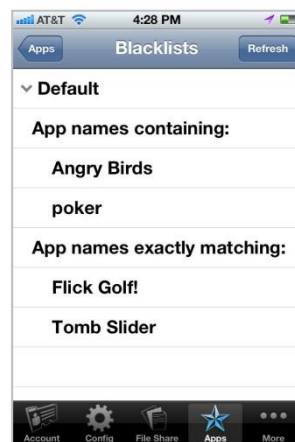 AT&T 4:28 PM
Apps Blacklists Refresh
Default
App names containing:
Angry Birds
poker
App names exactly matching:
Flick Golf!
Tomb Slider
Account Config File Share Apps More